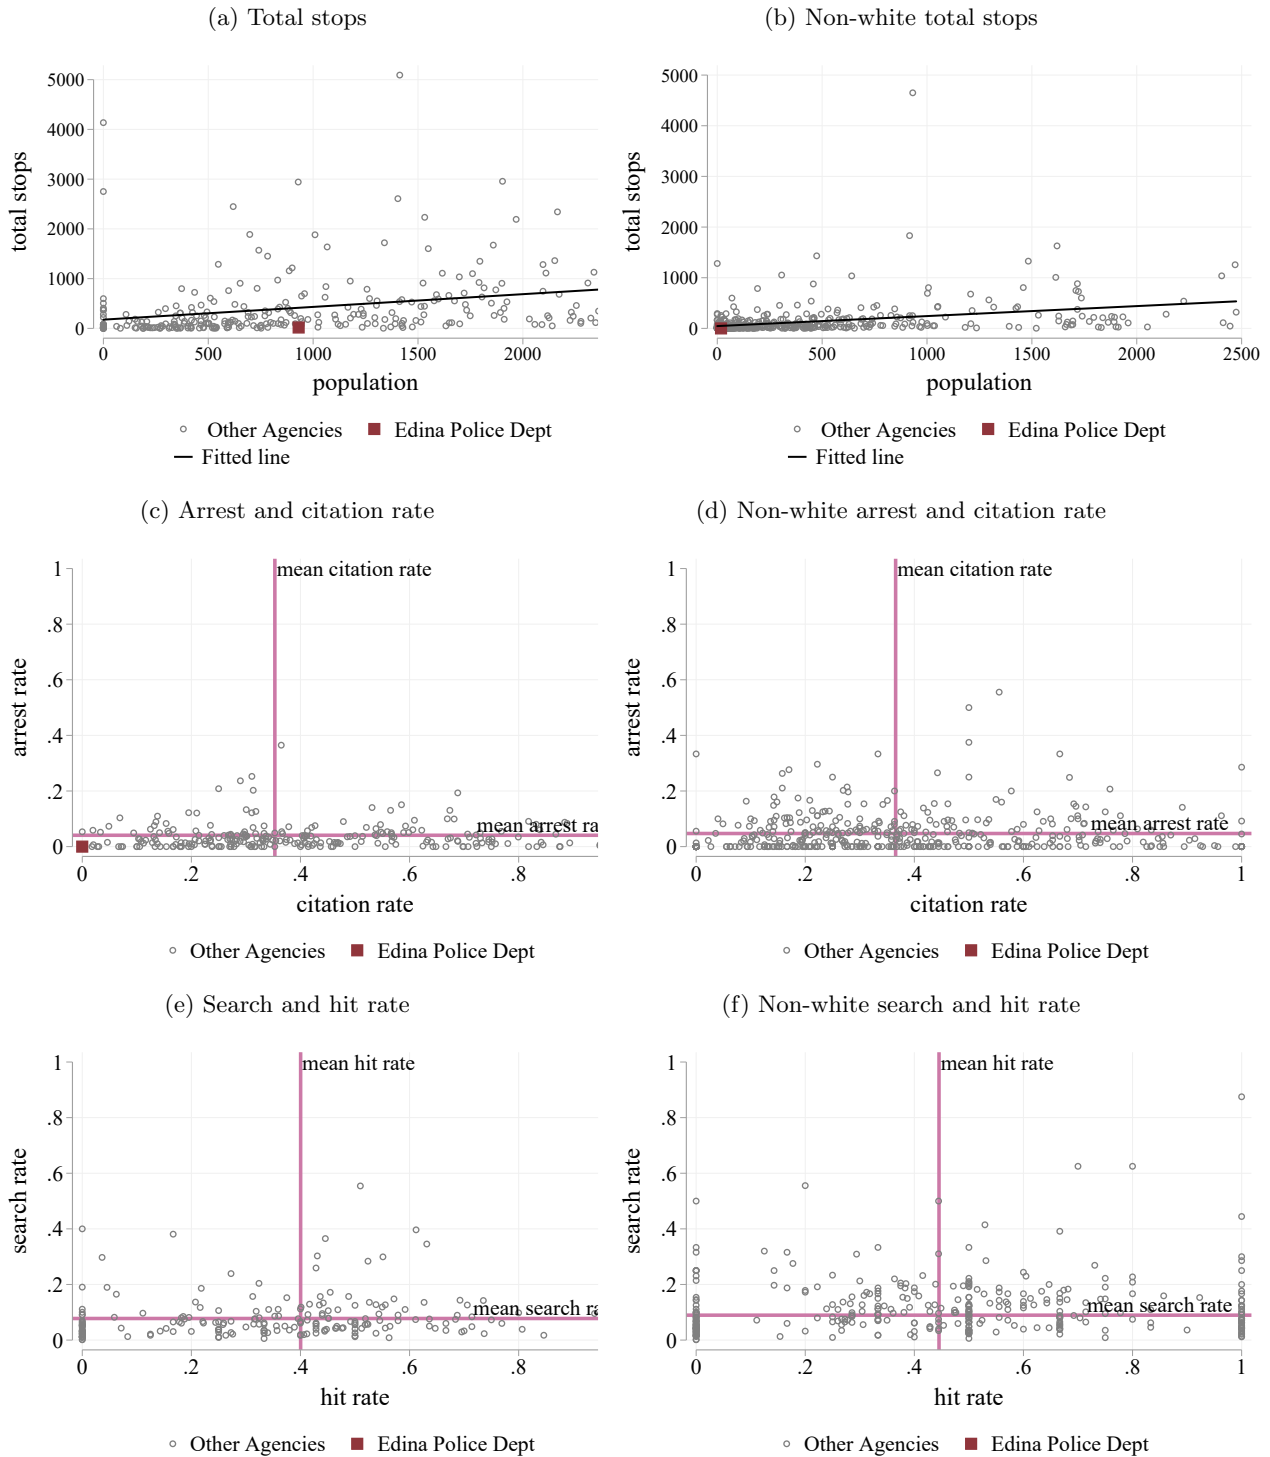 (a) Total stops
(b) Non-white total stops
5000
4000
3000
2000
1000
0
total stops
0 500 1000 1500 2000
population
Other Agencies Edina Police Dept
Fitted line
5000
4000
3000
2000
1000
0
total stops
0 500 1000 1500 2000 2500
population
Other Agencies Edina Police Dept
Fitted line
(c) Arrest and citation rate
(d) Non-white arrest and citation rate
1
.8
.6
.4
.2
0
arrest rate
mean citation rate
mean arrest ra
0 .2 .4 .6 .8
citation rate
Other Agencies Edina Police Dept
1
.8
.6
.4
.2
0
arrest rate
mean citation rate
mean arrest rate
0 .2 .4 .6 .8 1
citation rate
Other Agencies Edina Police Dept
(e) Search and hit rate
(f) Non-white search and hit rate
1
.8
.6
.4
.2
0
search rate
mean hit rate
mean search ra
0 .2 .4 .6 .8
hit rate
Other Agencies Edina Police Dept
1
.8
.6
.4
.2
0
search rate
mean hit rate
mean search rate
0 .2 .4 .6 .8 1
hit rate
Other Agencies Edina Police Dept